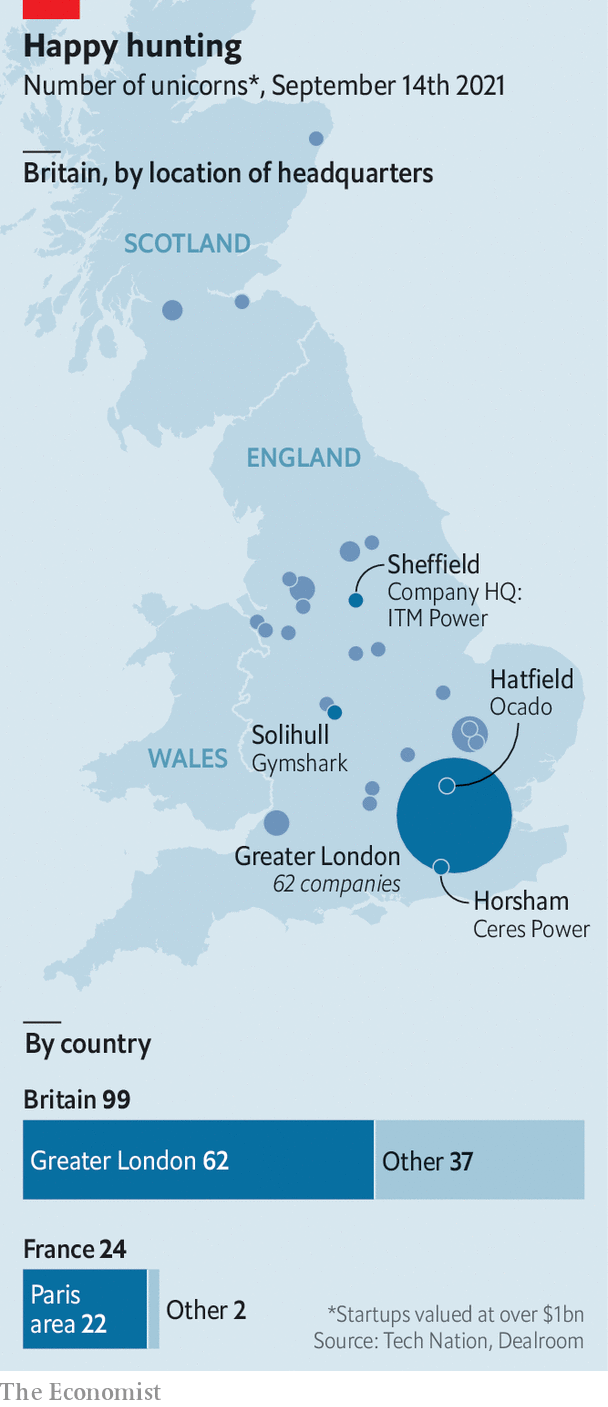 Happy hunting
Number of unicorns*, September 14th 2021
Britain, by location of headquarters
SCOTLAND
ENGLAND
Sheffield
Company HQ:
ITM Power
Hatfield
Ocado
Solihull
Gymshark
WALES
Greater London
62 companies
Horsham
Ceres Power
By country
Britain 99
Greater London 62
Other 37
France 24
Paris
area 22
Other 2
*Startups valued at over $1bn
Source: Tech Nation, Dealroom
The Economist